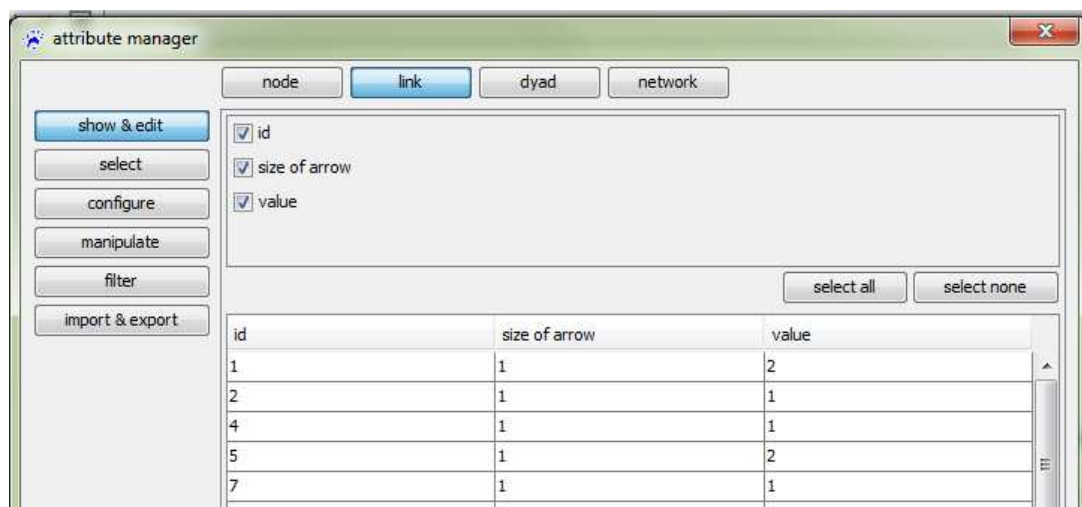 attribute manager
node link dyad network
show & edit
select
configure
manipulate
filter
import & export
id
size of arrow
value
select all select none
id size of arrow value
1 1 2
2 1 1
4 1 1
5 1 2
7 1 1